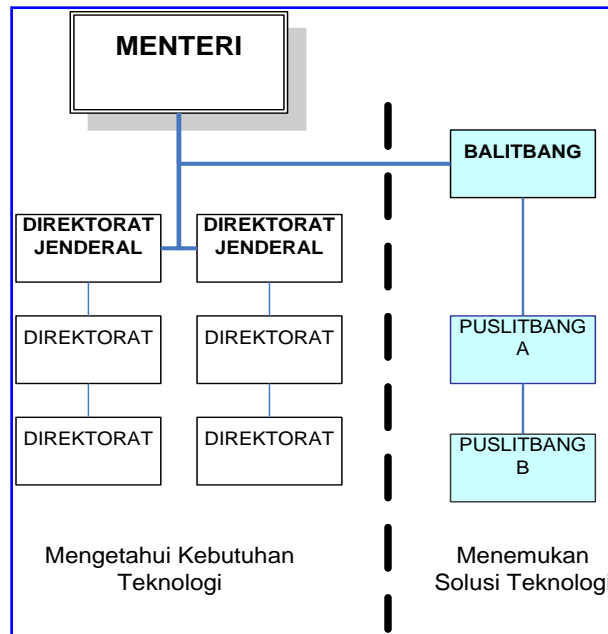 MENTERI
BALITBANG
DIREKTORAT
JENDERAL
DIREKTORAT
JENDERAL
DIREKTORAT
DIREKTORAT
PUSLITBANG
A
DIREKTORAT
DIREKTORAT
PUSLITBANG
B
Mengetahui Kebutuhan
Teknologi
Menemukan
Solusi Teknologi